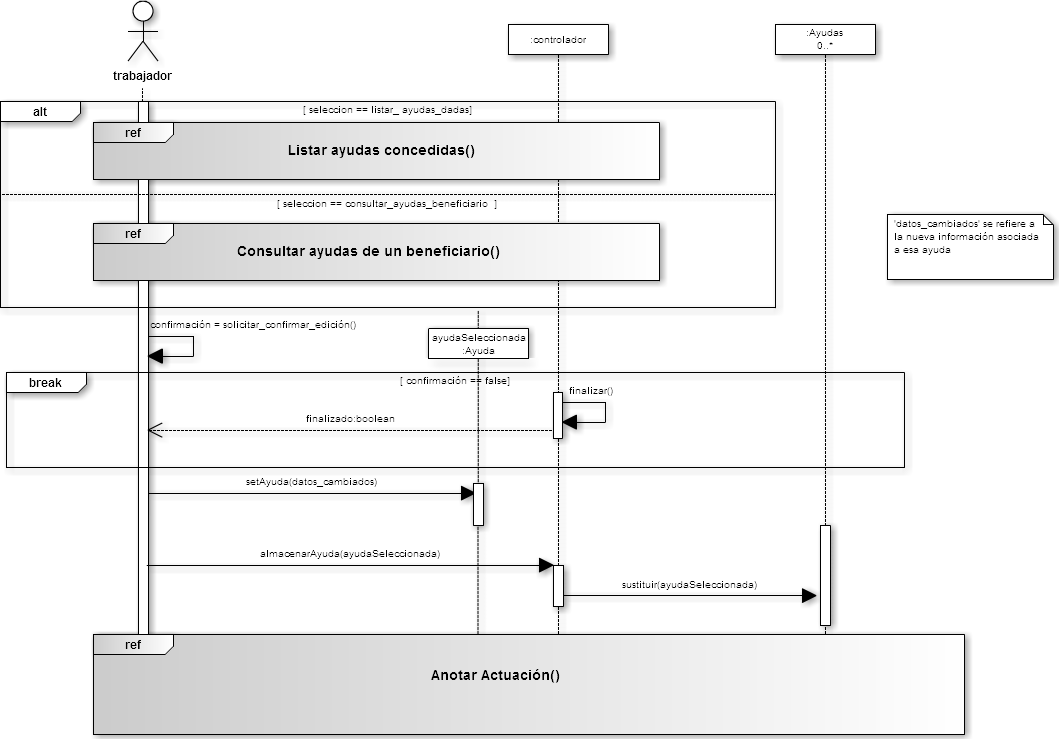 trabajador
:controlador
:Ayudas
0..*
alt
[ seleccion == listar_ ayudas_dadas]
ref
Listar ayudas concedidas()
[ seleccion == consultar_ayudas_beneficiario ]
ref
Consultar ayudas de un beneficiario()
'datos_cambiados' se refiere a
la nueva información asociada
a esa ayuda
confirmación = solicitar_confirmar_edición()
ayudaSeleccionada
:Ayuda
break
[ confirmación == false]
finalizar()
finalizado:boolean
setAyuda(datos_cambiados)
almacenarAyuda(ayudaSeleccionada)
sustituir(ayudaSeleccionada)
ref
Anotar Actuación()